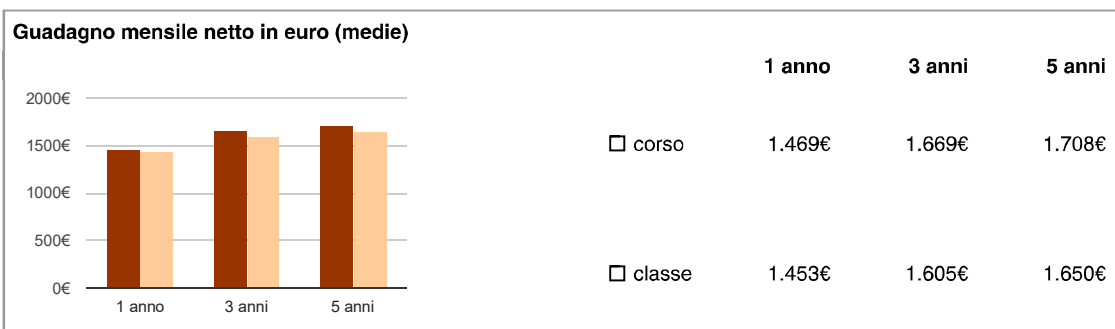 Guadagno mensile netto in euro (medie)
1 anno 3 anni 5 anni
2000€
1500€
1000€
500€
0€
1 anno 3 anni 5 anni
corso 1.469€ 1.669€ 1.708€
classe 1.453€ 1.605€ 1.650€